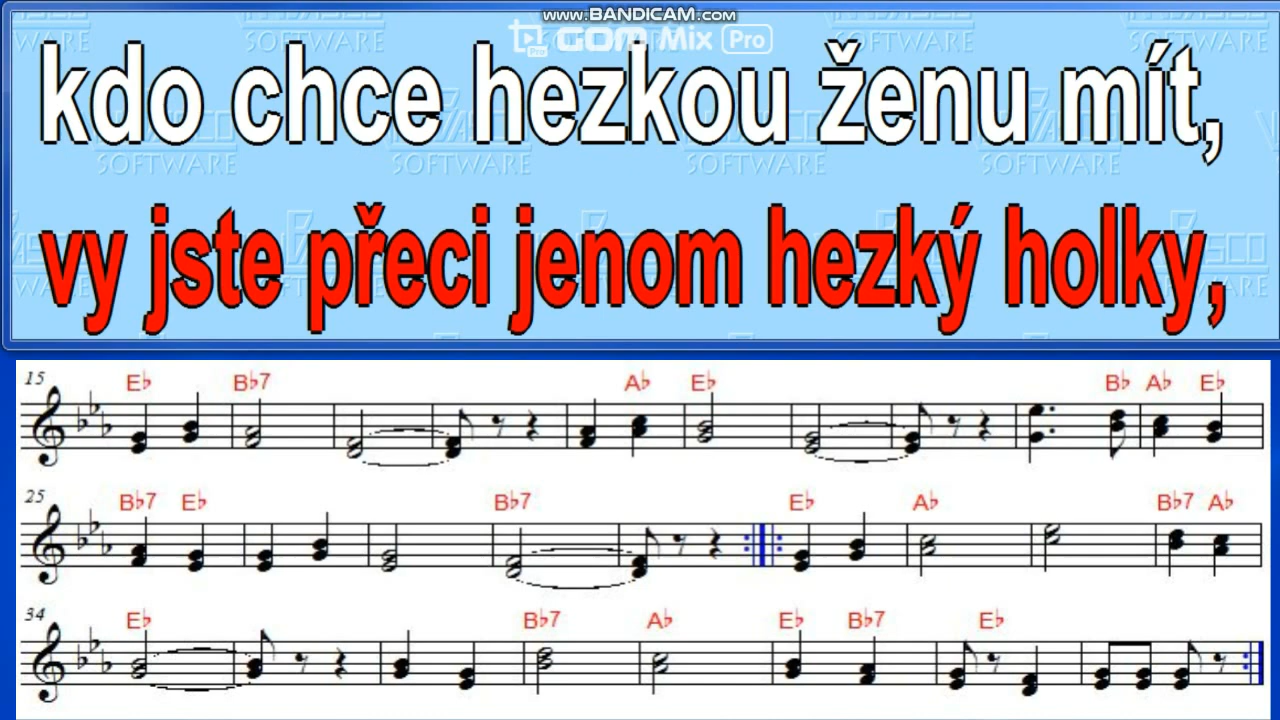 www.BANDICAM.com
GOM Mix Pro
kdo chce hezkou ženu mít,
vy jste přeci jenom hezký holky,
15 E♭ B♭7 A♭ E♭ B♭ A♭ E♭
25 B♭7 E♭ B♭7 E♭ A♭ B♭7 A♭
34 E♭ B♭7 A♭ E♭ B♭7 E♭